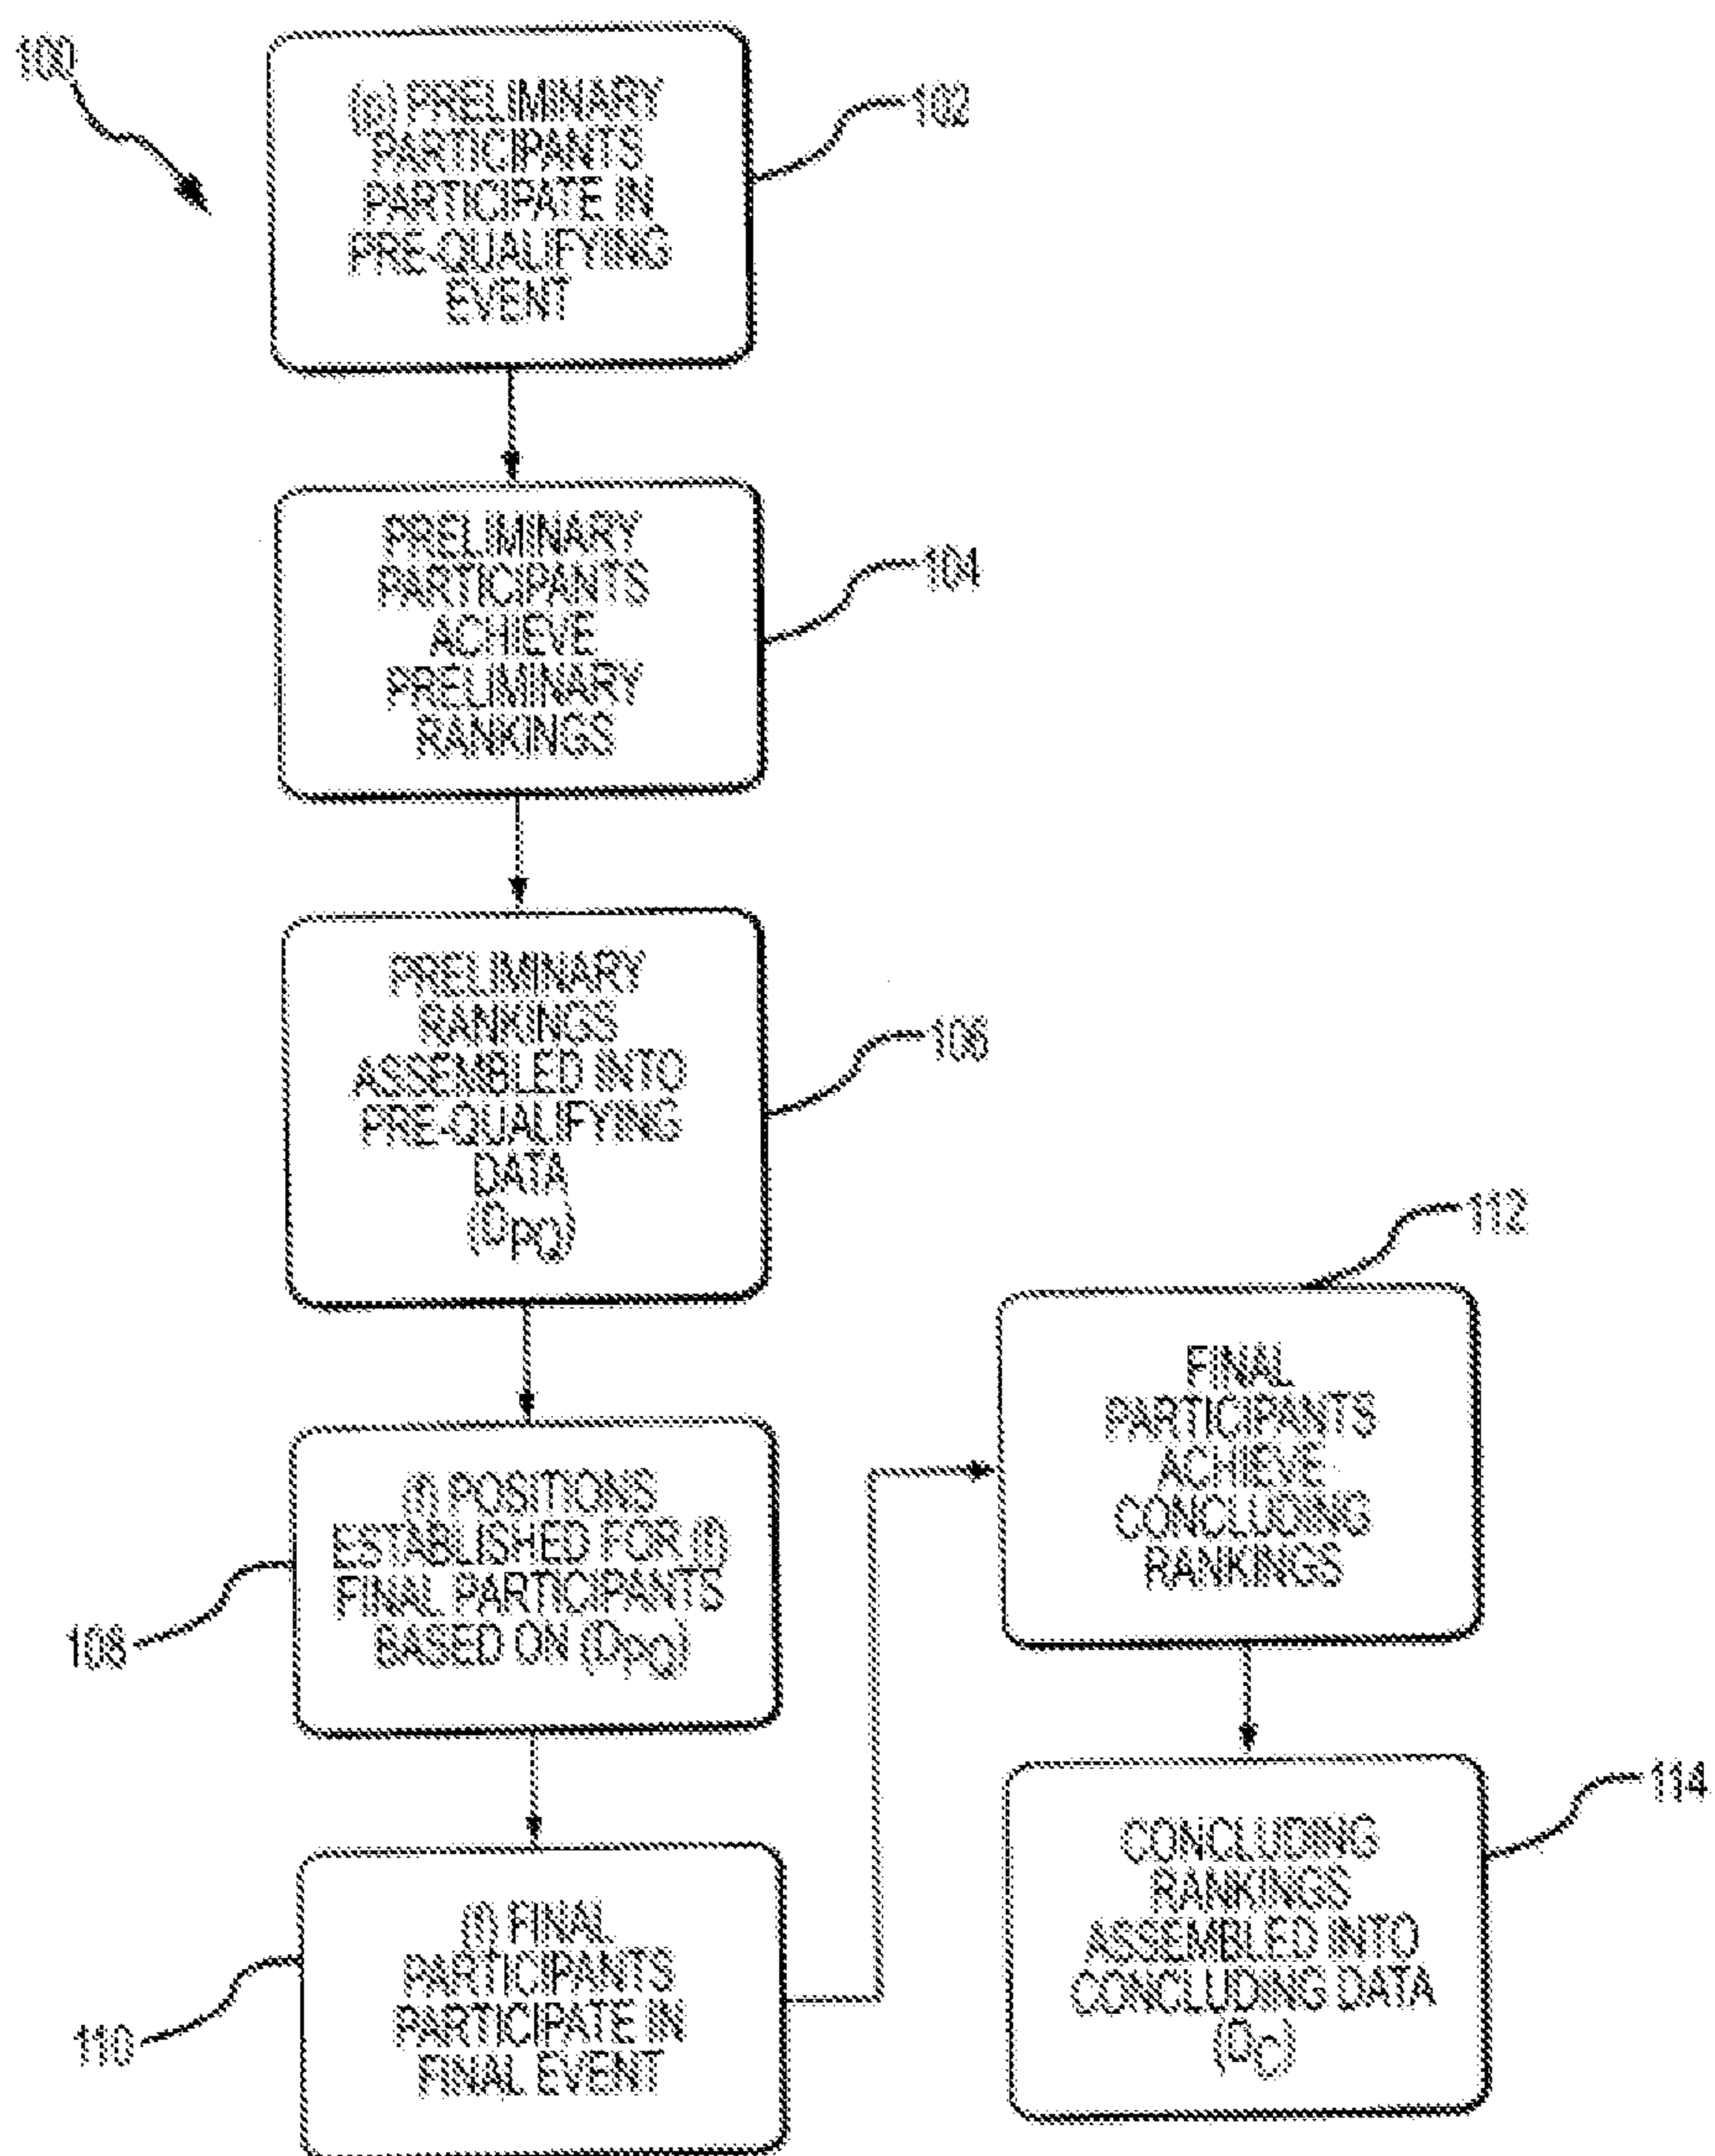 100
(p) PRELIMINARY
PARTICIPANTS
PARTICIPATE IN
PRE-QUALIFYING
EVENT
102
PRELIMINARY
PARTICIPANTS
ACHIEVE
PRELIMINARY
RANKINGS
104
PRELIMINARY
RANKINGS
ASSEMBLED INTO
PRE-QUALIFYING
DATA
(DPQ)
106
(f) POSITIONS
ESTABLISHED FOR (f)
FINAL PARTICIPANTS
BASED ON (DPQ)
108
(f) FINAL
PARTICIPANTS
PARTICIPATE IN
FINAL EVENT
110
112
FINAL
PARTICIPANTS
ACHIEVE
CONCLUDING
RANKINGS
114
CONCLUDING
RANKINGS
ASSEMBLED INTO
CONCLUDING DATA
(DC)